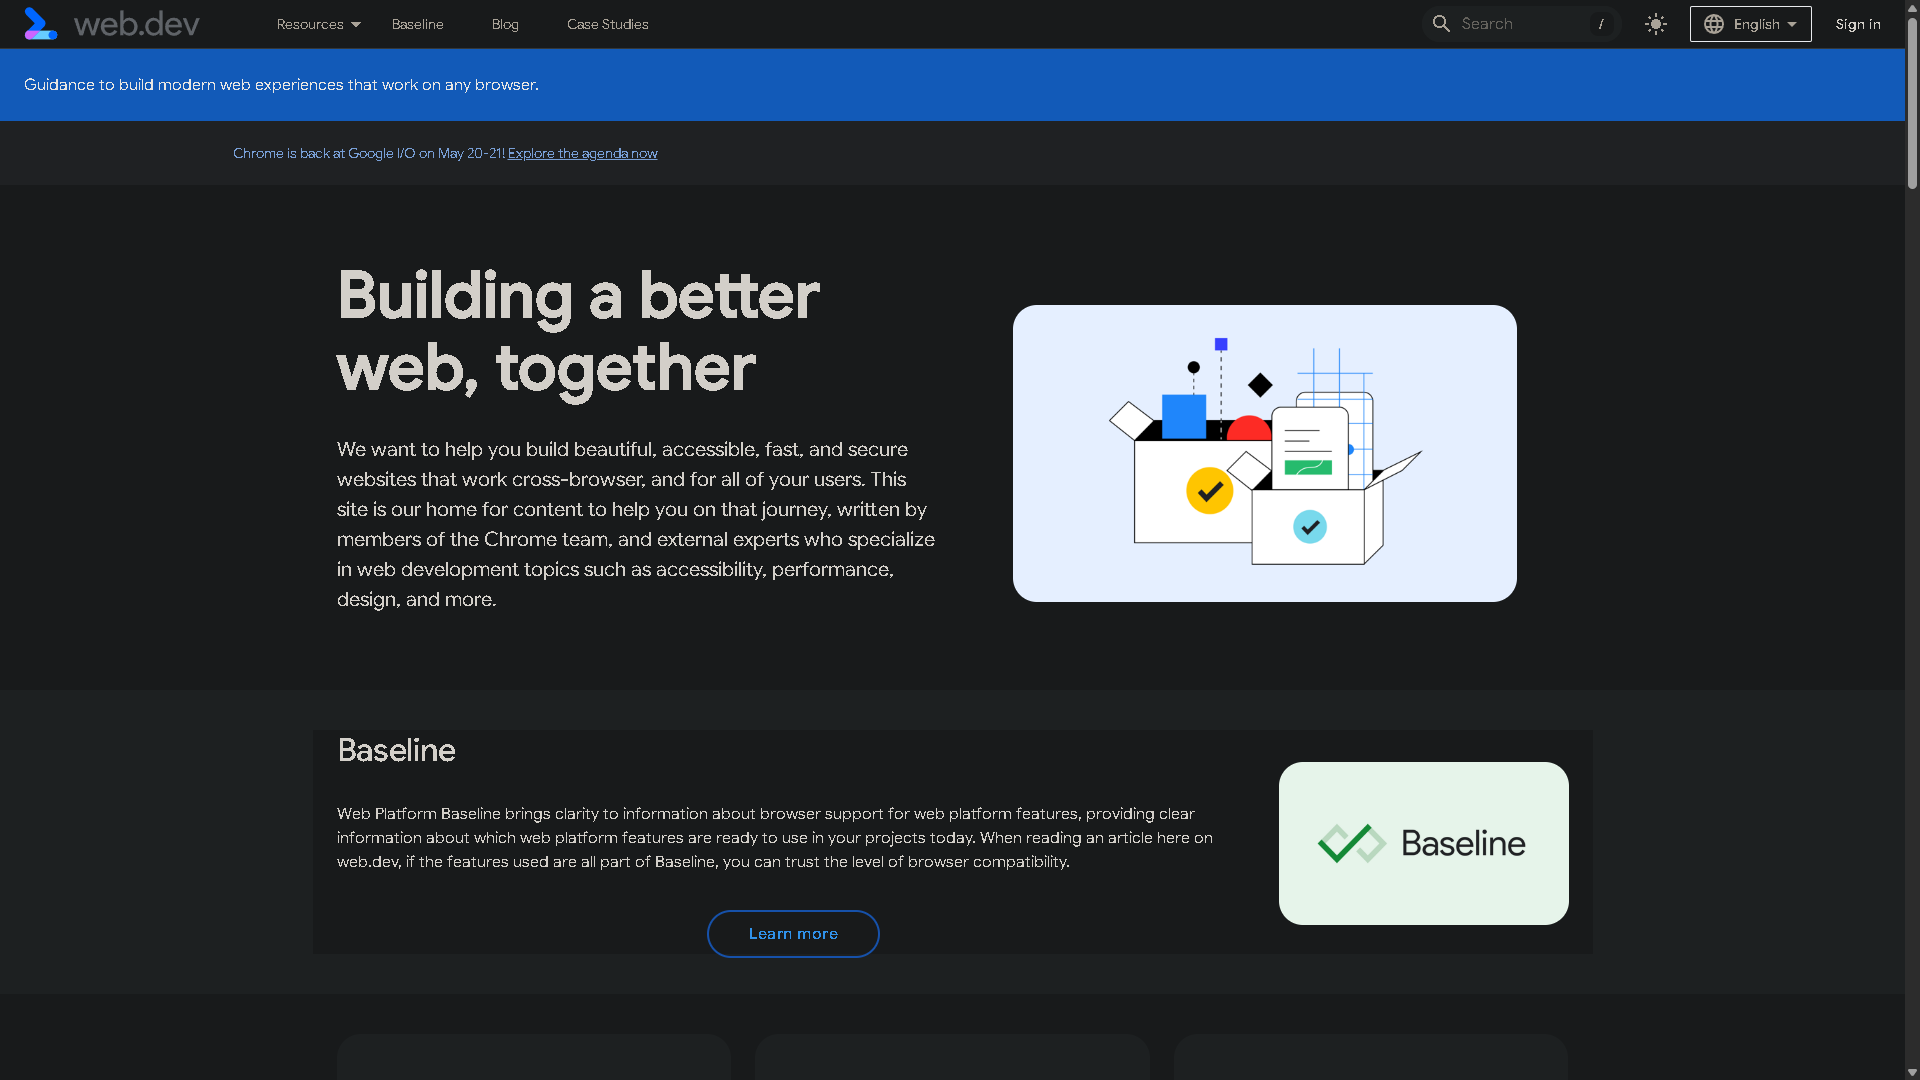 web.dev
Resources
Baseline
Blog
Case Studies
Search
/
English
Sign in
Guidance to build modern web experiences that work on any browser.
Chrome is back at Google I/O on May 20-21! Explore the agenda now
Building a better
web, together
We want to help you build beautiful, accessible, fast, and secure
websites that work cross-browser, and for all of your users. This
site is our home for content to help you on that journey, written by
members of the Chrome team, and external experts who specialize
in web development topics such as accessibility, performance,
design, and more.
Baseline
Web Platform Baseline brings clarity to information about browser support for web platform features, providing clear
information about which web platform features are ready to use in your projects today. When reading an article here on
web.dev, if the features used are all part of Baseline, you can trust the level of browser compatibility.
Learn more
Baseline